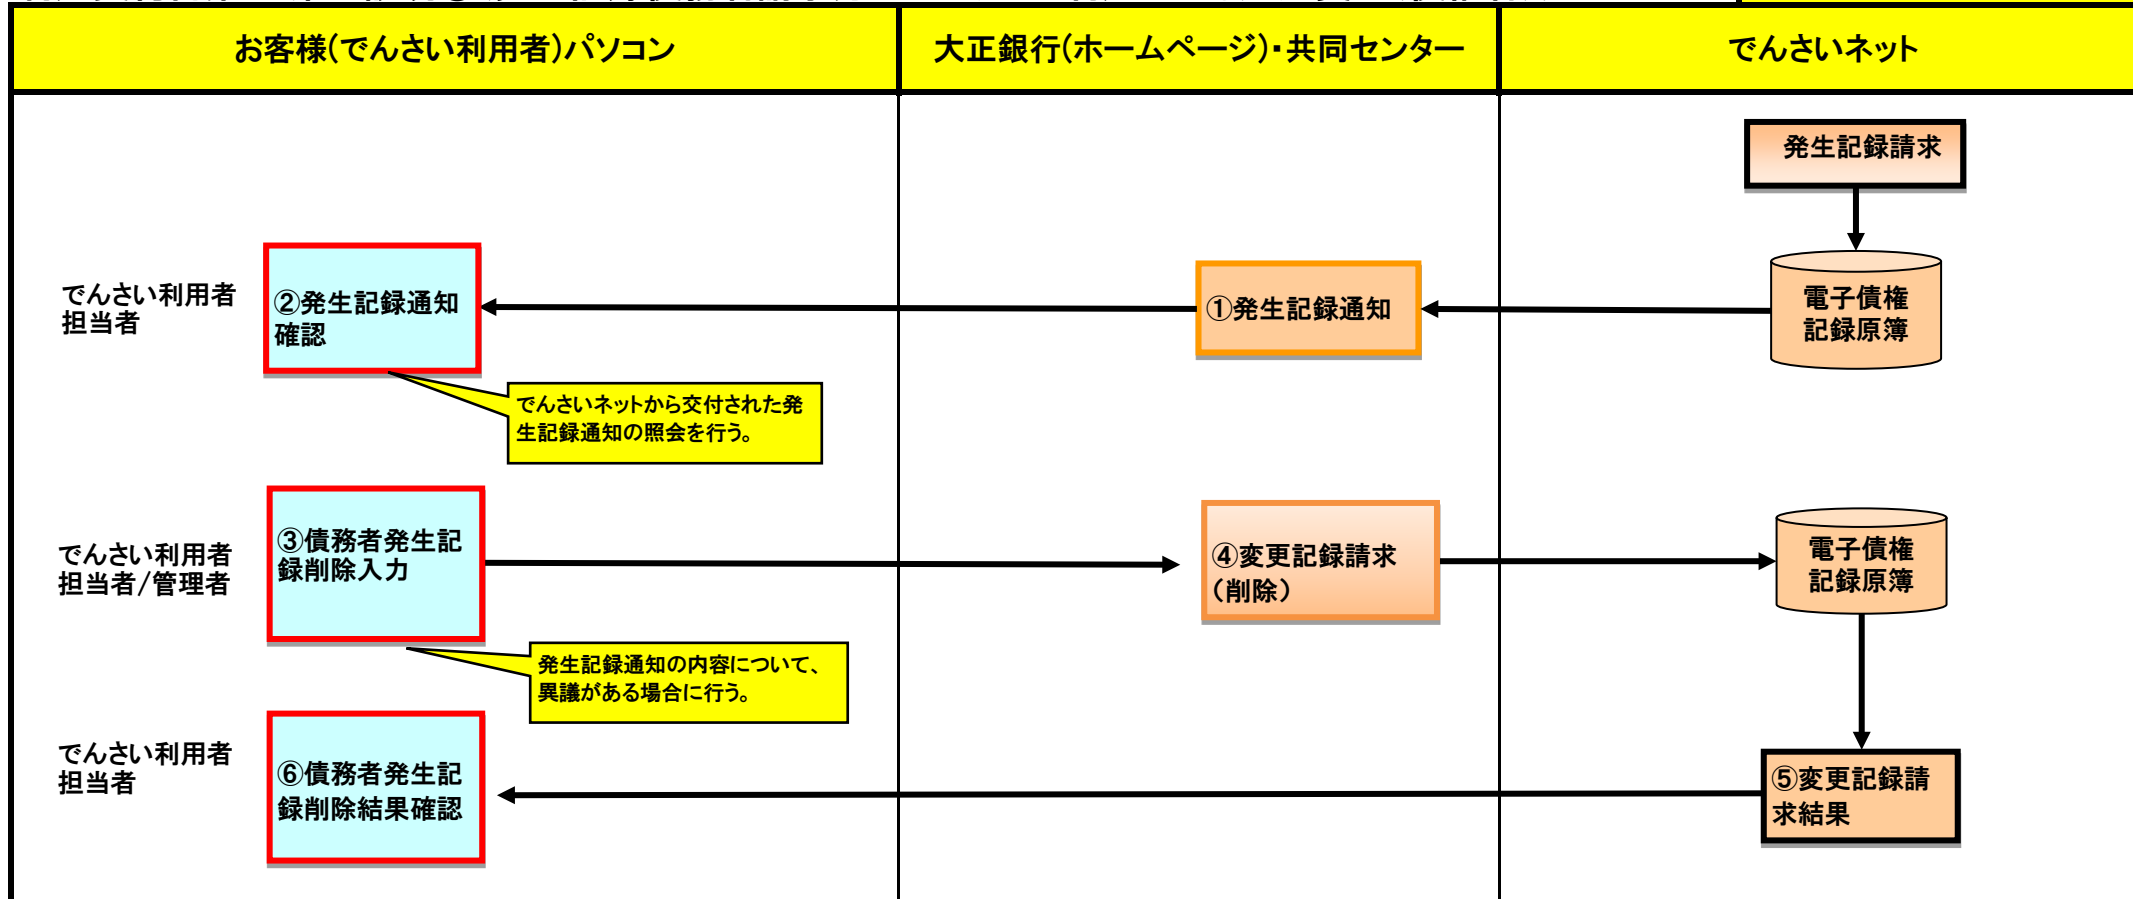 お客様(でんさい利用者)パソコン
大正銀行(ホームページ)・共同センター
でんさいネット
発生記録請求
でんさい利用者
担当者
②発生記録通知
確認
①発生記録通知
電子債権
記録原簿
でんさいネットから交付された発
生記録通知の照会を行う。
でんさい利用者
担当者/管理者
③債務者発生記
録削除入力
④変更記録請求
（削除）
電子債権
記録原簿
発生記録通知の内容について、
異議がある場合に行う。
でんさい利用者
担当者
⑥債務者発生記
録削除結果確認
⑤変更記録請
求結果